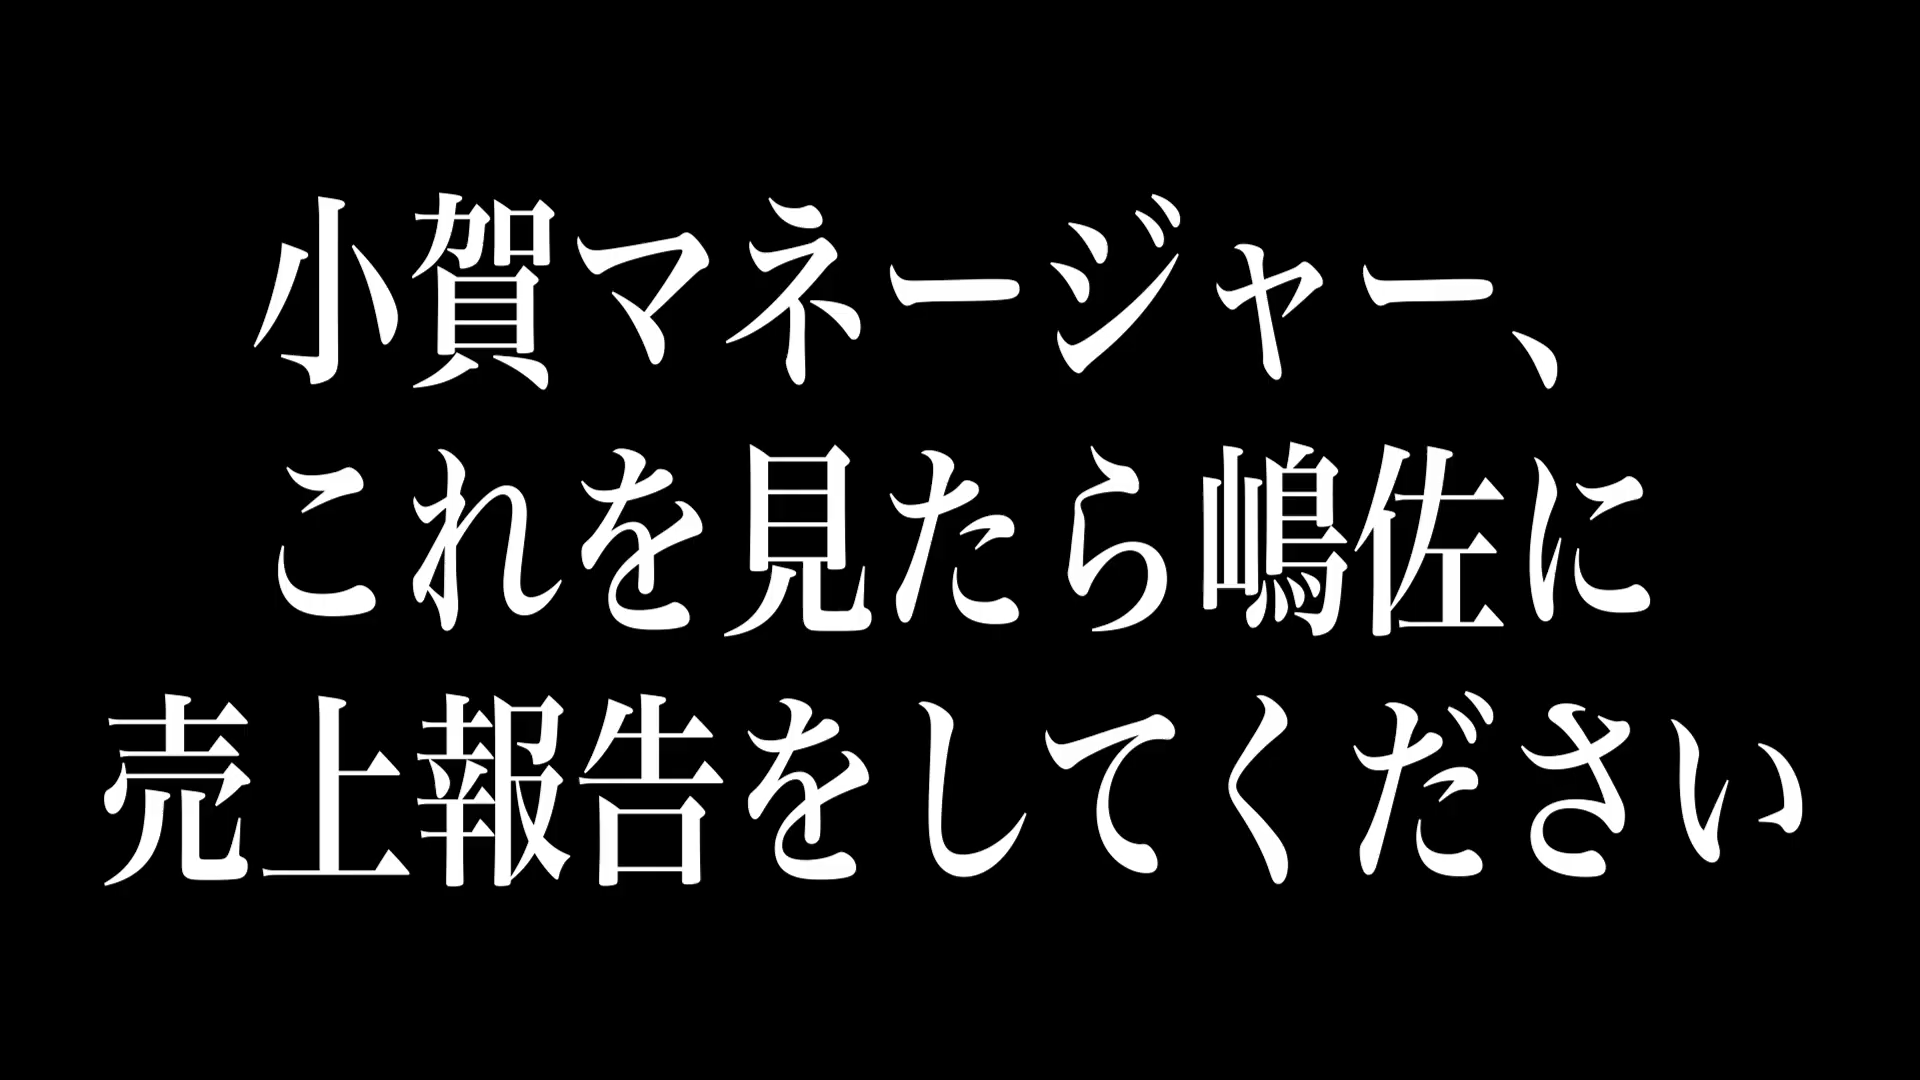 小賀マネージャー、
これを見たら嶋佐に
売上報告をしてください